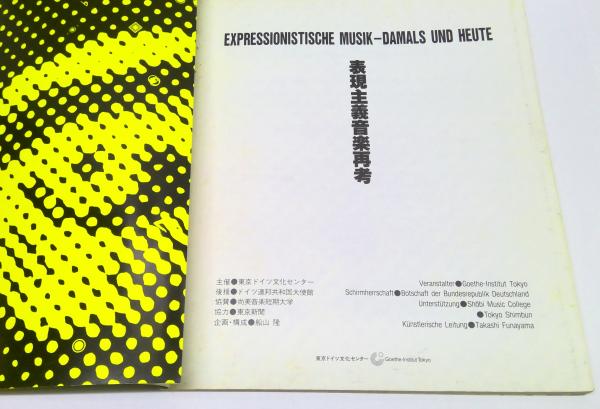 EXPRESSIONISTISCHE MUSIK–DAMALS UND HEUTE
表現主義音楽再考
主催●東京ドイツ文化センター
後援●ドイツ連邦共和国大使館
協賛●尚美音楽短期大学
協力●東京新聞
企画・構成●船山 隆
Veranstalter●Goethe-Institut Tokyo
Schirmherrschaft●Botschaft der Bundesrepublik Deutschland
Unterstützung●Shōbi Music College
●Tokyo Shimbun
Künstlerische Leitung●Takashi Funayama
東京ドイツ文化センター Goethe-Institut Tokyo